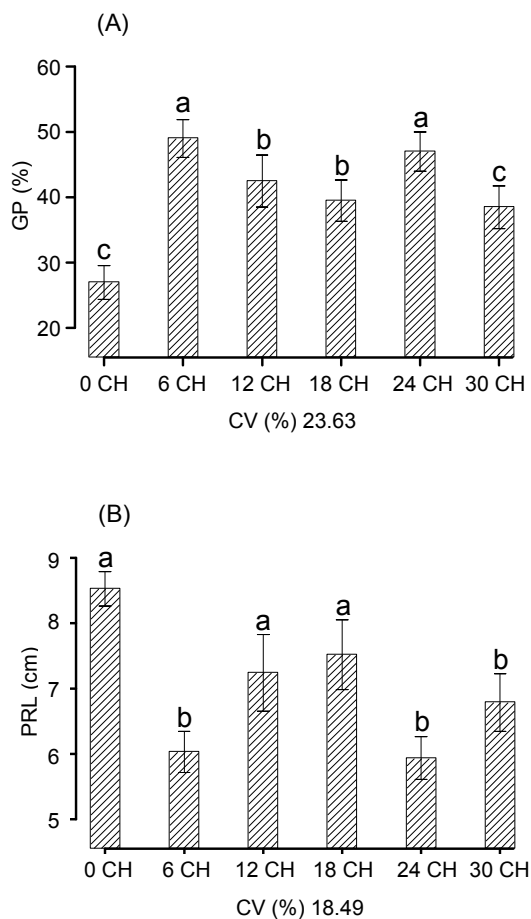 (A)
60
50
40
30
20
GP (%)
a
a
b
b
c
c
0 CH 6 CH 12 CH 18 CH 24 CH 30 CH
CV (%) 23.63
(B)
9
8
7
6
5
PRL (cm)
a
a
a
b
b
b
0 CH 6 CH 12 CH 18 CH 24 CH 30 CH
CV (%) 18.49